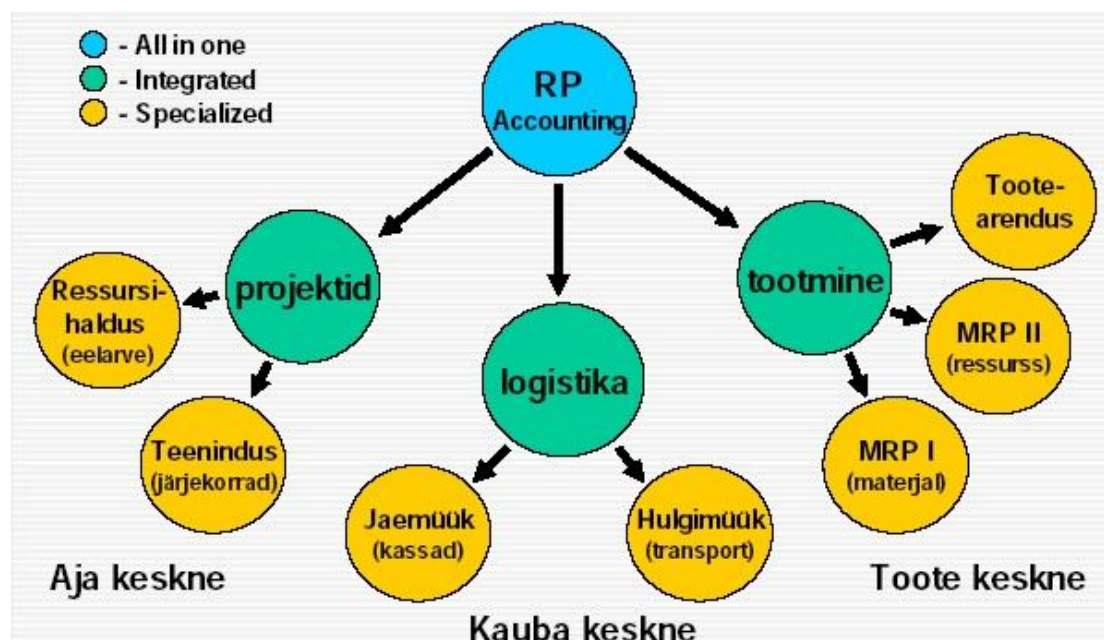 - All in one
- Integrated
- Specialized
RP
Accounting
projektid
logistika
tootmine
Ressursi-
haldus
(eelarve)
Teenindus
(järjekorrad)
Jaemüük
(kassad)
Hulgimüük
(transport)
Toote-
arendus
MRP II
(ressurss)
MRP I
(materjal)
Aja keskne
Kauba keskne
Toote keskne